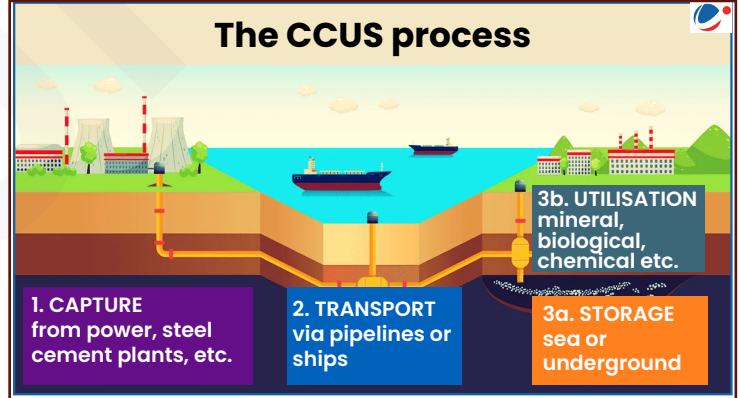 The CCUS process
1. CAPTURE
from power, steel
cement plants, etc.
2. TRANSPORT
via pipelines or
ships
3b. UTILISATION
mineral,
biological,
chemical etc.
3a. STORAGE
sea or
underground